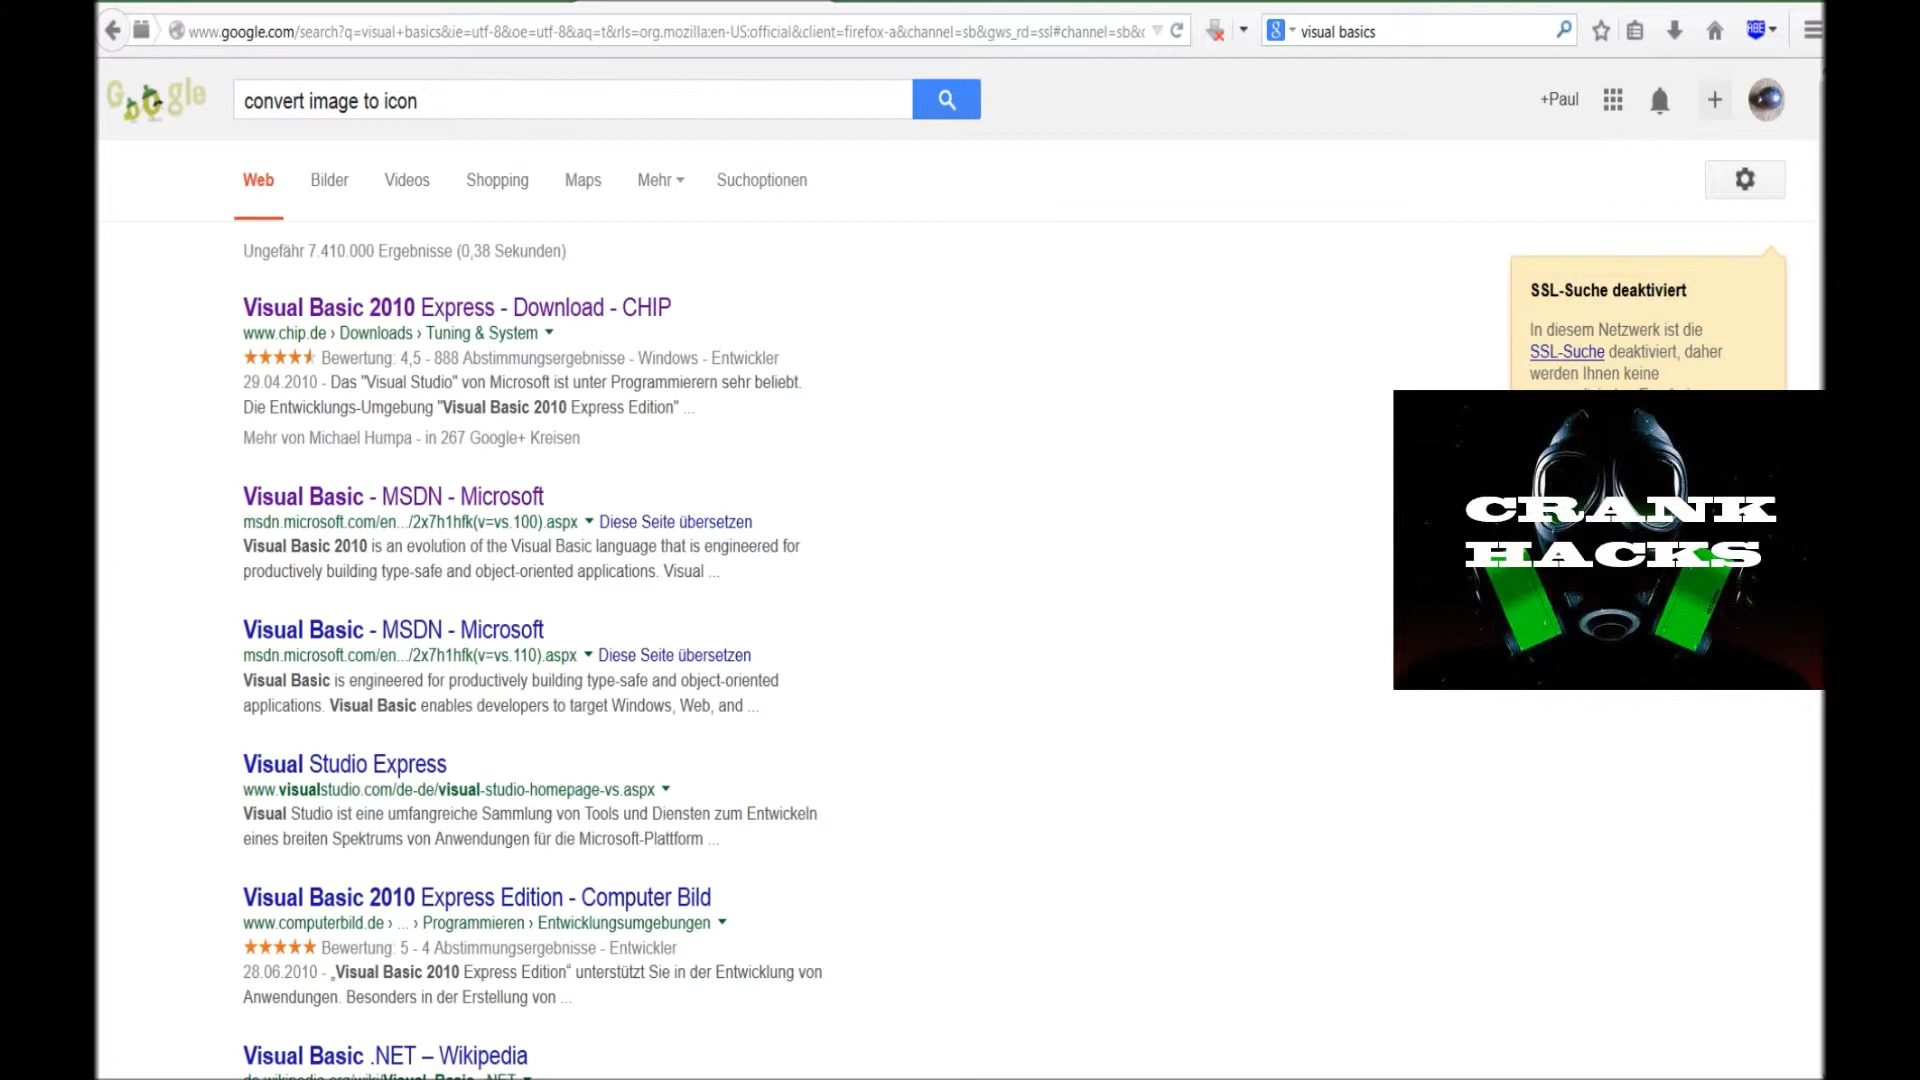 www.google.com/search?q=visual+basics&ie=utf-8&oe=utf-8&aq=t&rls=org.mozilla:en-US:official&client=firefox-a&channel=sb&gws_rd=ssl#channel=sb&
visual basics
Google
convert image to icon
+Paul
Web Bilder Videos Shopping Maps Mehr Suchoptionen
Ungefähr 7.410.000 Ergebnisse (0,38 Sekunden)
Visual Basic 2010 Express - Download - CHIP
www.chip.de › Downloads › Tuning & System
Bewertung: 4,5 - 888 Abstimmungsergebnisse - Windows - Entwickler
29.04.2010 - Das "Visual Studio" von Microsoft ist unter Programmierern sehr beliebt.
Die Entwicklungs-Umgebung "Visual Basic 2010 Express Edition" ...
Mehr von Michael Humpa - in 267 Google+ Kreisen
SSL-Suche deaktiviert
In diesem Netzwerk ist die
SSL-Suche deaktiviert, daher
werden Ihnen keine
CRANK
HACKS
Visual Basic - MSDN - Microsoft
msdn.microsoft.com/en.../2x7h1hfk(v=vs.100).aspx Diese Seite übersetzen
Visual Basic 2010 is an evolution of the Visual Basic language that is engineered for
productively building type-safe and object-oriented applications. Visual ...
Visual Basic - MSDN - Microsoft
msdn.microsoft.com/en.../2x7h1hfk(v=vs.110).aspx Diese Seite übersetzen
Visual Basic is engineered for productively building type-safe and object-oriented
applications. Visual Basic enables developers to target Windows, Web, and ...
Visual Studio Express
www.visualstudio.com/de-de/visual-studio-homepage-vs.aspx
Visual Studio ist eine umfangreiche Sammlung von Tools und Diensten zum Entwickeln
eines breiten Spektrums von Anwendungen für die Microsoft-Plattform ...
Visual Basic 2010 Express Edition - Computer Bild
www.computerbild.de › ... › Programmieren › Entwicklungsumgebungen
Bewertung: 5 - 4 Abstimmungsergebnisse - Entwickler
28.06.2010 - „Visual Basic 2010 Express Edition“ unterstützt Sie in der Entwicklung von
Anwendungen. Besonders in der Erstellung von ...
Visual Basic .NET – Wikipedia